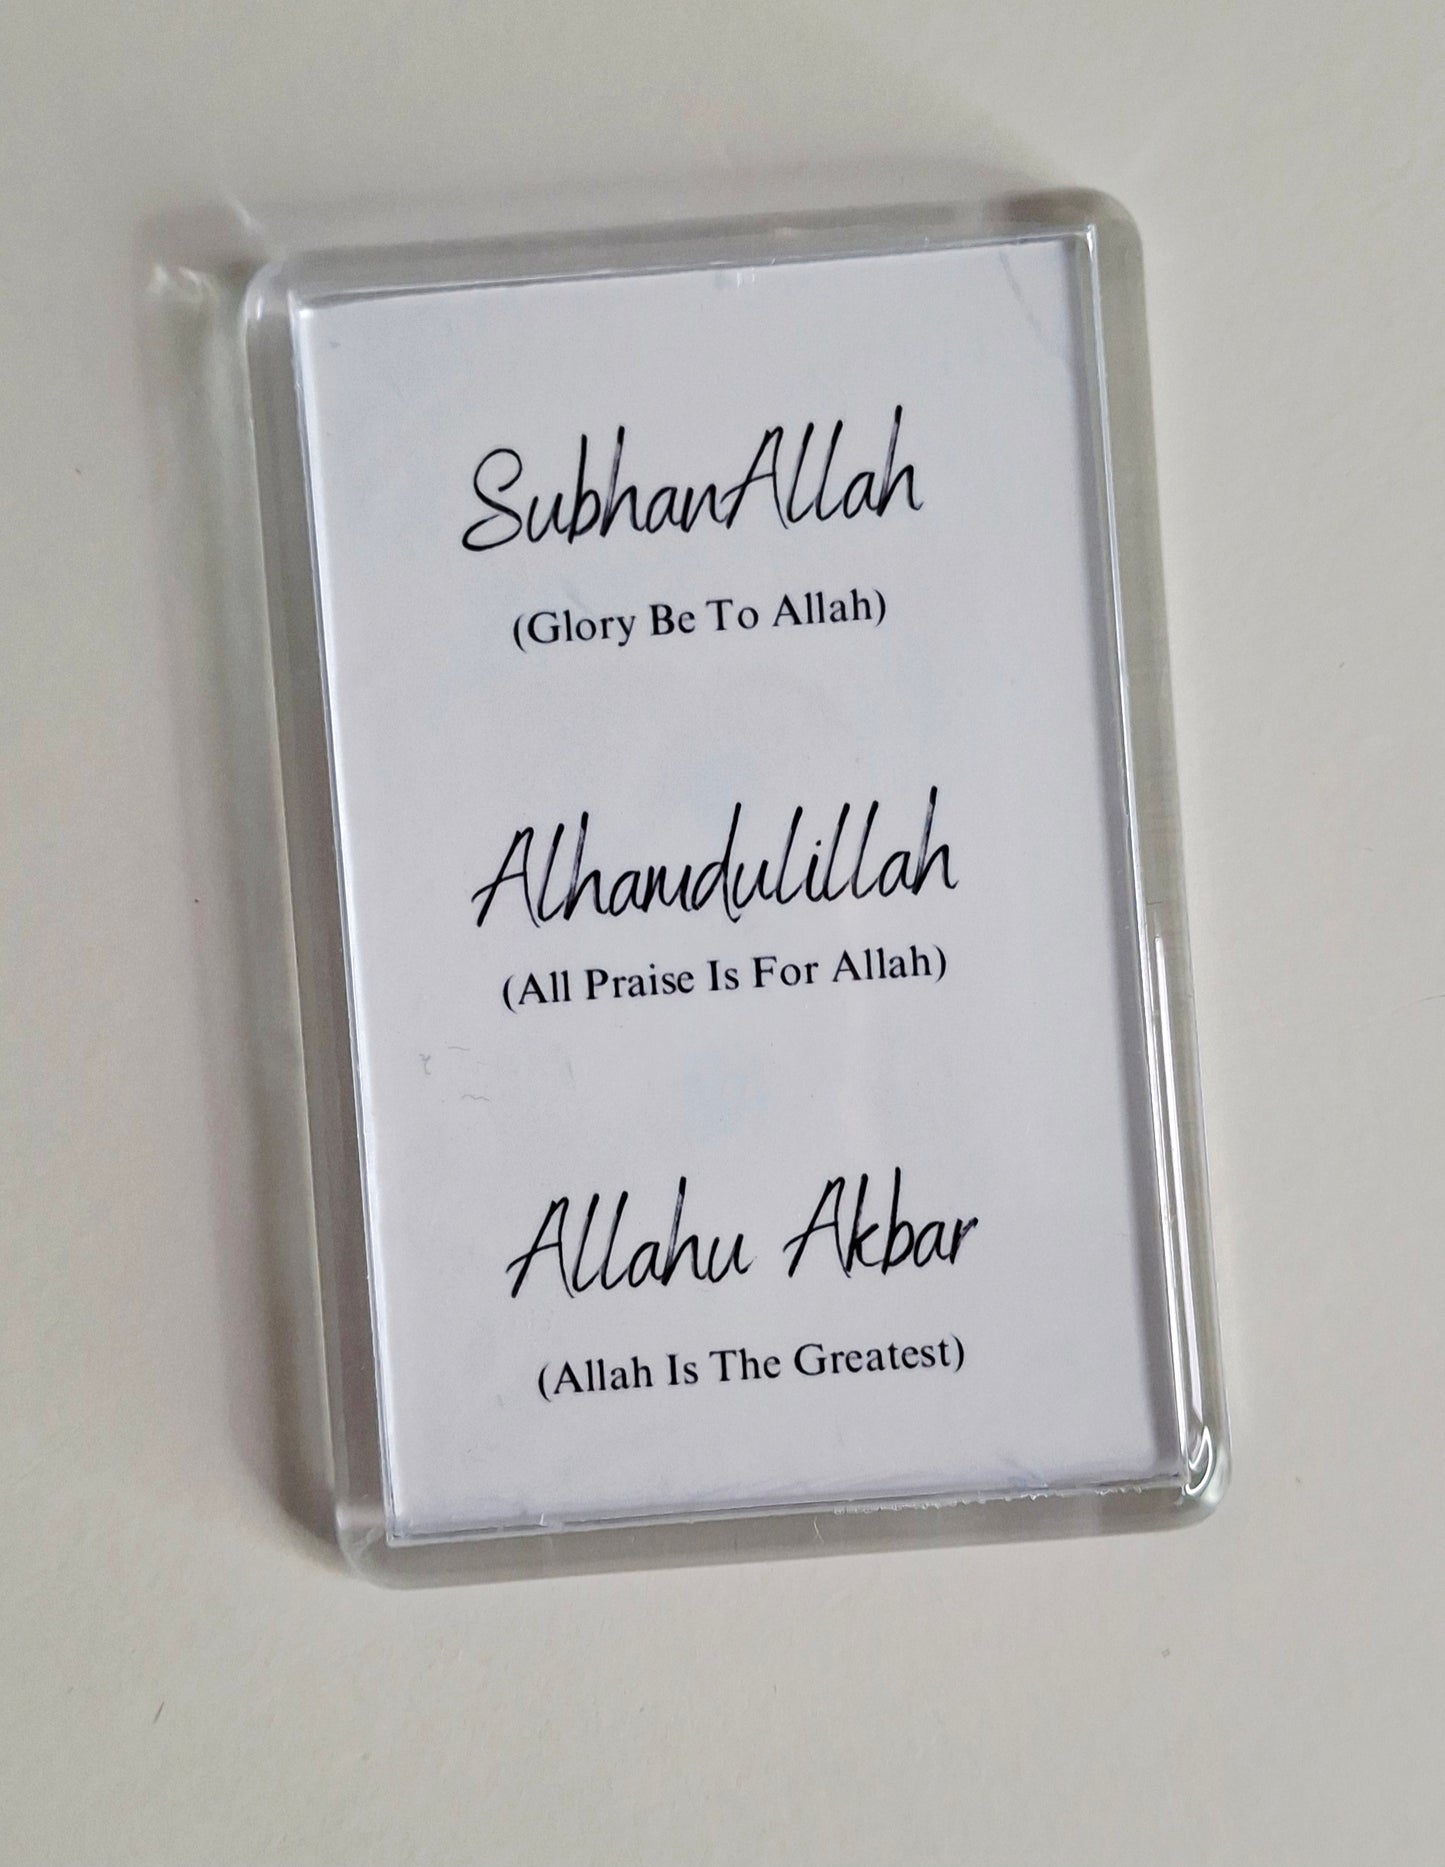 SubhanAllah
(Glory Be To Allah)
Alhamdulillah
(All Praise Is For Allah)
Allahu Akbar
(Allah Is The Greatest)